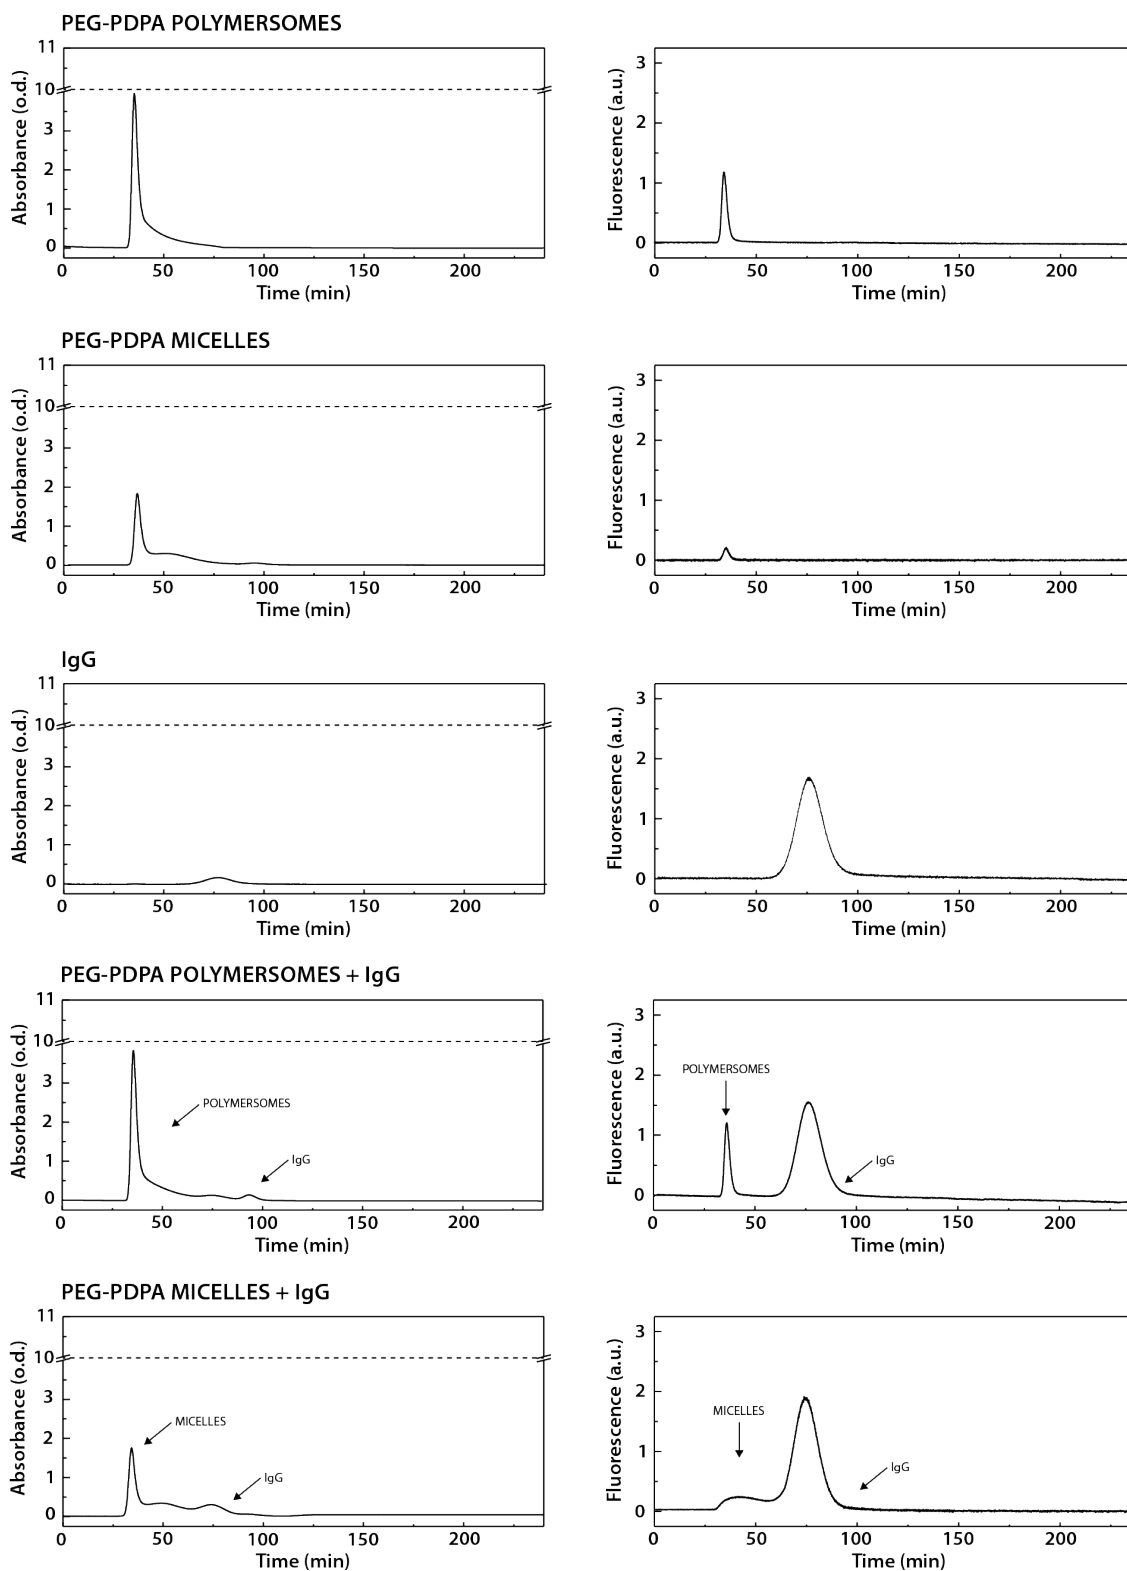 PEG-PDPA POLYMERSOMES
Absorbance (o.d.)
11
10
3
2
1
0
0 50 100 150 200
Time (min)
Fluorescence (a.u.)
3
2
1
0
0 50 100 150 200
Time (min)
PEG-PDPA MICELLES
Absorbance (o.d.)
11
10
3
2
1
0
0 50 100 150 200
Time (min)
Fluorescence (a.u.)
3
2
1
0
0 50 100 150 200
Time (min)
IgG
Absorbance (o.d.)
11
10
3
2
1
0
0 50 100 150 200
Time (min)
Fluorescence (a.u.)
3
2
1
0
0 50 100 150 200
Time (min)
PEG-PDPA POLYMERSOMES + IgG
Absorbance (o.d.)
11
10
3
2
1
0
POLYMERSOMES
IgG
0 50 100 150 200
Time (min)
Fluorescence (a.u.)
3
2
1
0
POLYMERSOMES
IgG
0 50 100 150 200
Time (min)
PEG-PDPA MICELLES + IgG
Absorbance (o.d.)
11
10
3
2
1
0
MICELLES
IgG
0 50 100 150 200
Time (min)
Fluorescence (a.u.)
3
2
1
0
MICELLES
IgG
0 50 100 150 200
Time (min)